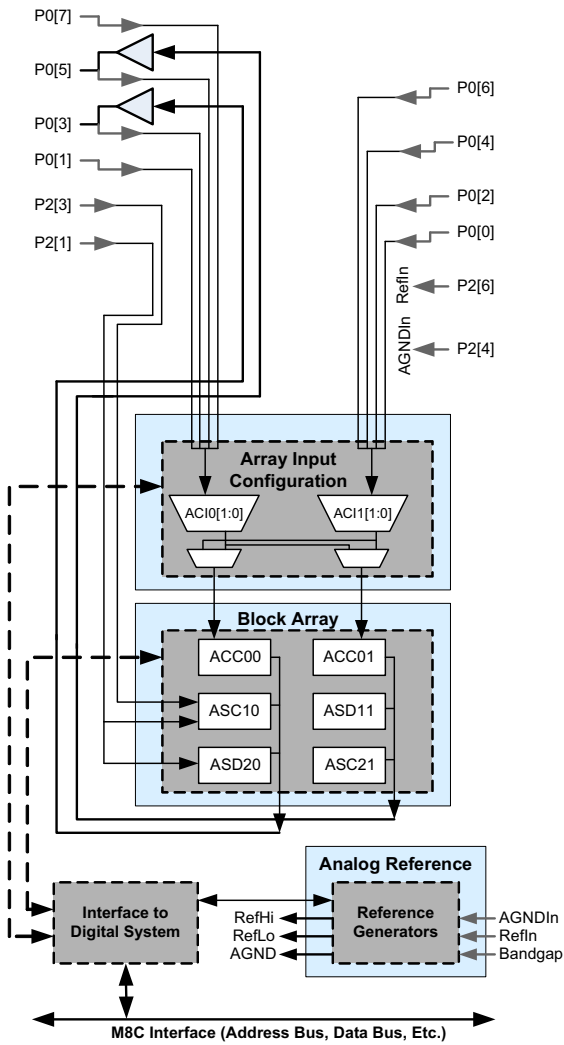 P0[7]
P0[5]
P0[3]
P0[1]
P2[3]
P2[1]
P0[6]
P0[4]
P0[2]
P0[0]
P2[6]
P2[4]
RefIn
AGNDIn
Array Input
Configuration
ACI0[1:0]
ACI1[1:0]
Block Array
ACC00
ACC01
ASC10
ASD11
ASD20
ASC21
Analog Reference
Interface to
Digital System
RefHi
RefLo
AGND
Reference
Generators
AGNDIn
RefIn
Bandgap
M8C Interface (Address Bus, Data Bus, Etc.)